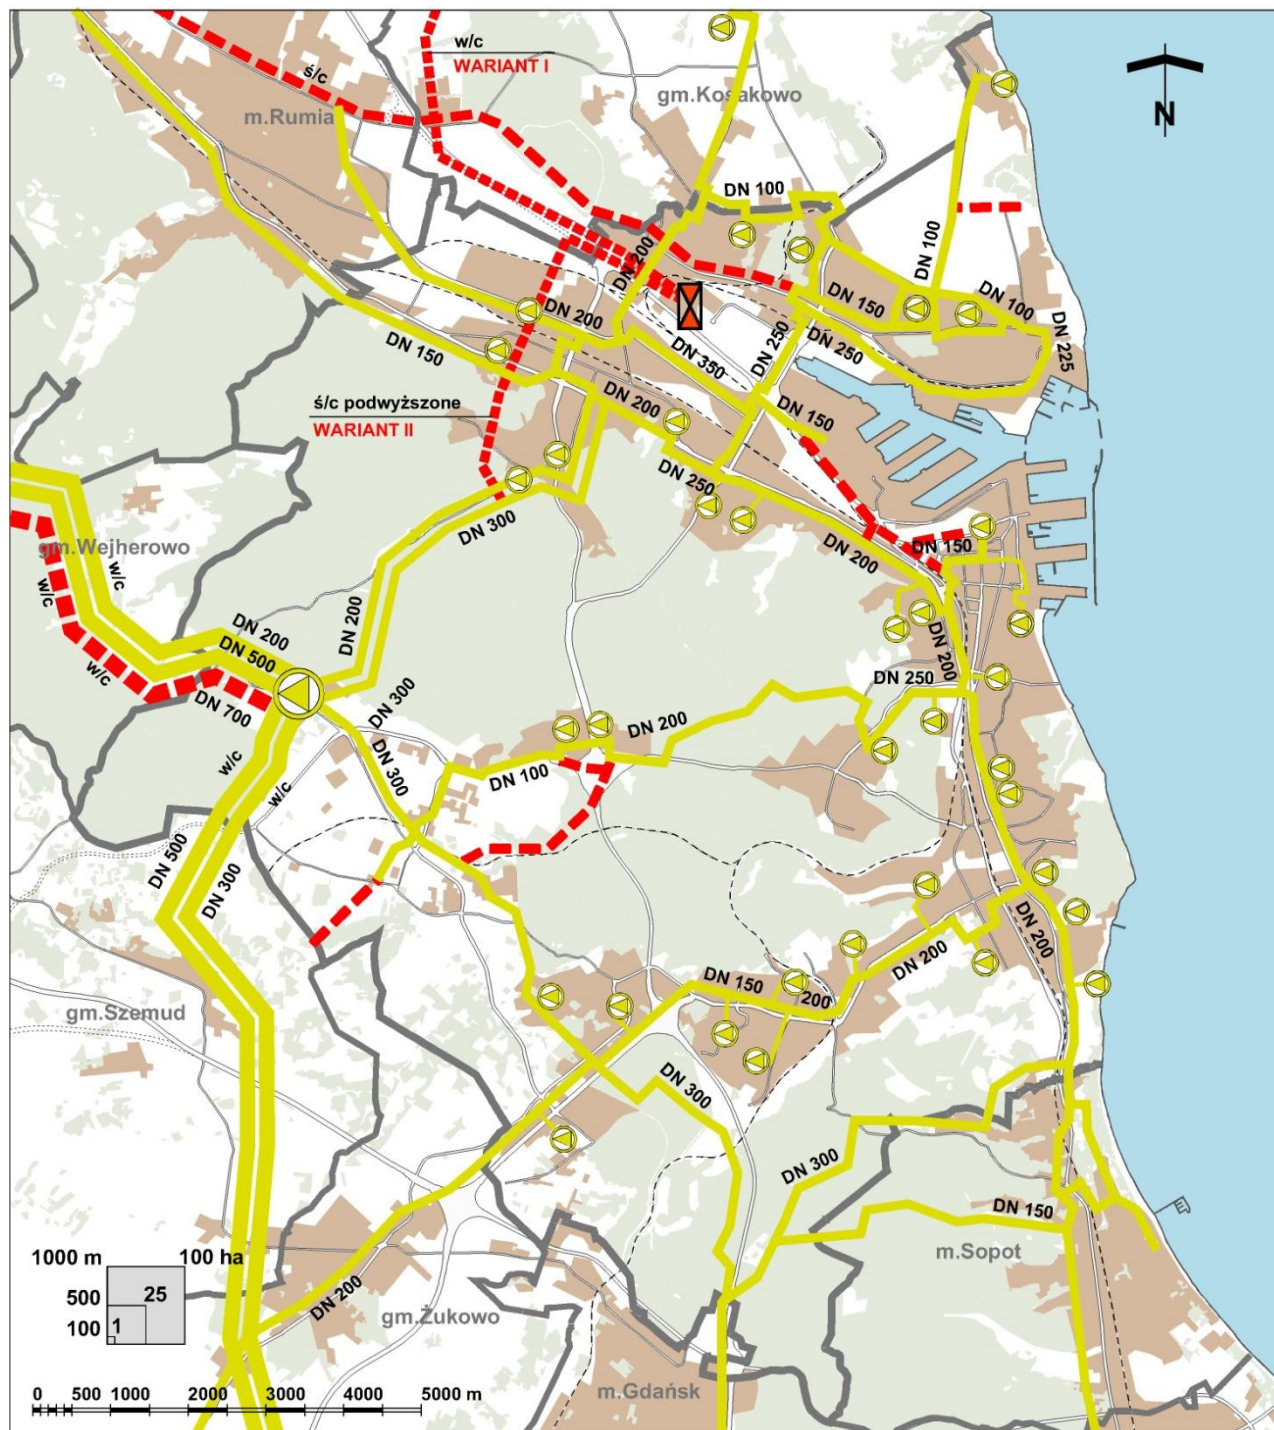 w/c
WARIANT I
ś/c
gm.Kosakowo
m.Rumia
N
DN 100
DN 200
DN 100
DN 150
DN 100
DN 200
DN 250
DN 250
DN 225
DN 150
DN 350
ś/c podwyższone
WARIANT II
DN 200
DN 150
DN 250
DN 300
DN 200
DN 150
gm.Wejherowo
w/c
w/c
DN 200
DN 200
DN 200
DN 500
w/c
DN 700
DN 250
DN 300
DN 200
w/c
DN 300
DN 100
w/c
DN 500
DN 300
DN 200
DN 200
DN 150
200
gm.Szemud
DN 300
DN 300
DN 150
m.Sopot
1000 m
100 ha
500
25
100
1
DN 200
gm.Żukowo
m.Gdańsk
0 500 1000 2000 3000 4000 5000 m